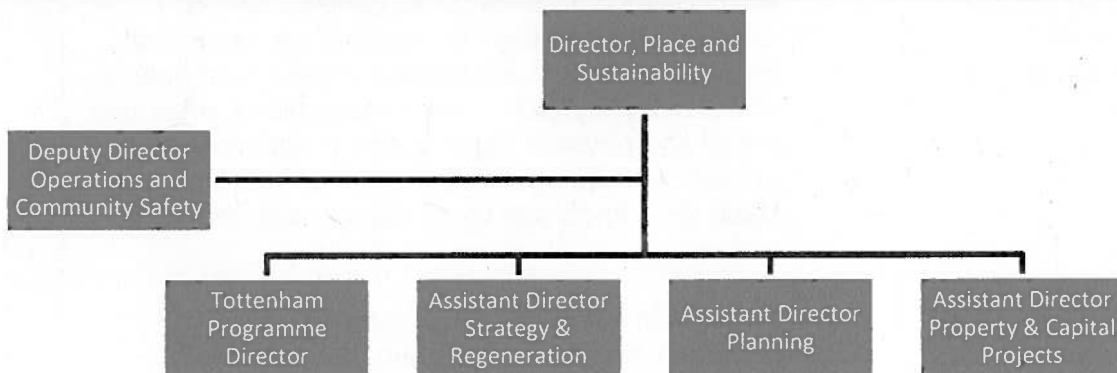 Director, Place and
Sustainability
Deputy Director
Operations and
Community Safety
Tottenham
Programme
Director
Assistant Director
Strategy &
Regeneration
Assistant Director
Planning
Assistant Director
Property & Capital
Projects